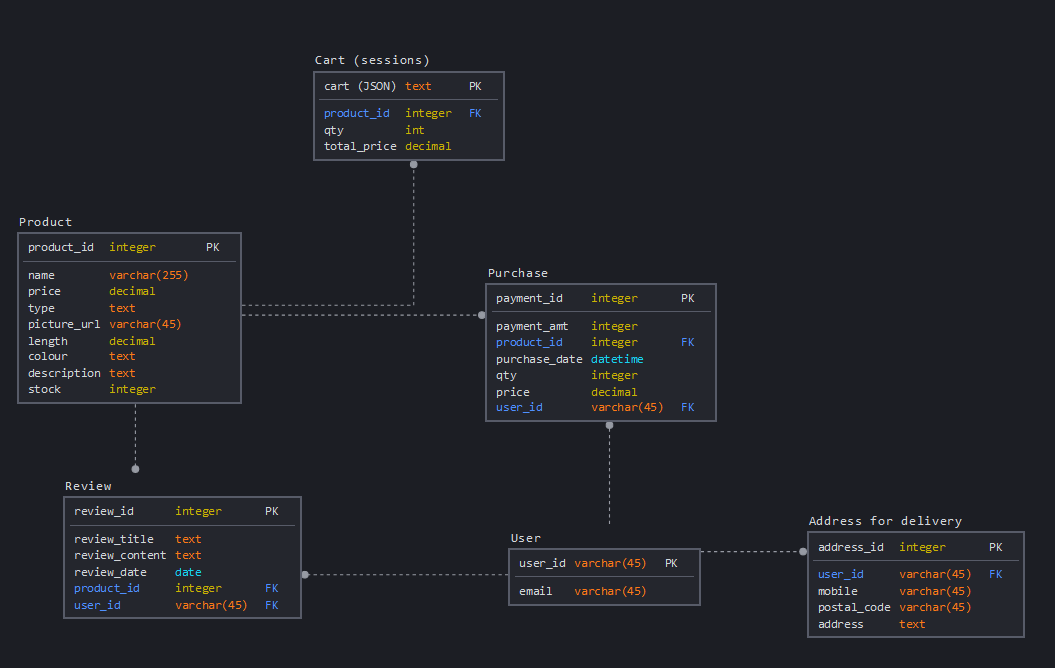 Cart (sessions)
cart (JSON) text PK
product_id integer FK
qty int
total_price decimal
Product
product_id integer PK
name varchar(255)
price decimal
type text
picture_url varchar(45)
length decimal
colour text
description text
stock integer
Purchase
payment_id integer PK
payment_amt integer
product_id integer FK
purchase_date datetime
qty integer
price decimal
user_id varchar(45) FK
Review
review_id integer PK
review_title text
review_content text
review_date date
product_id integer FK
user_id varchar(45) FK
User
user_id varchar(45) PK
email varchar(45)
Address for delivery
address_id integer PK
user_id varchar(45) FK
mobile varchar(45)
postal_code varchar(45)
address text